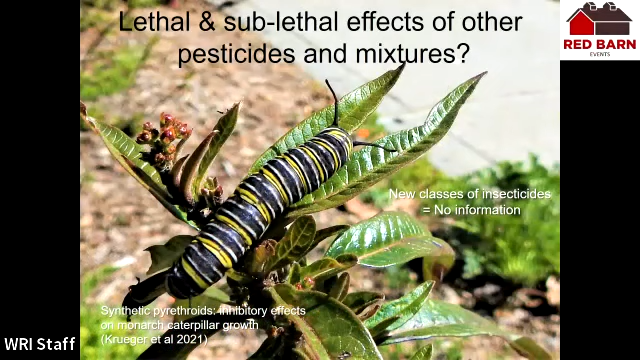 Lethal & sub-lethal effects of other
pesticides and mixtures?
RED BARN
EVENTS
New classes of insecticides
= No information
Synthetic pyrethroids: inhibitory effects
on monarch caterpillar growth
(Krueger et al 2021)
WRI Staff